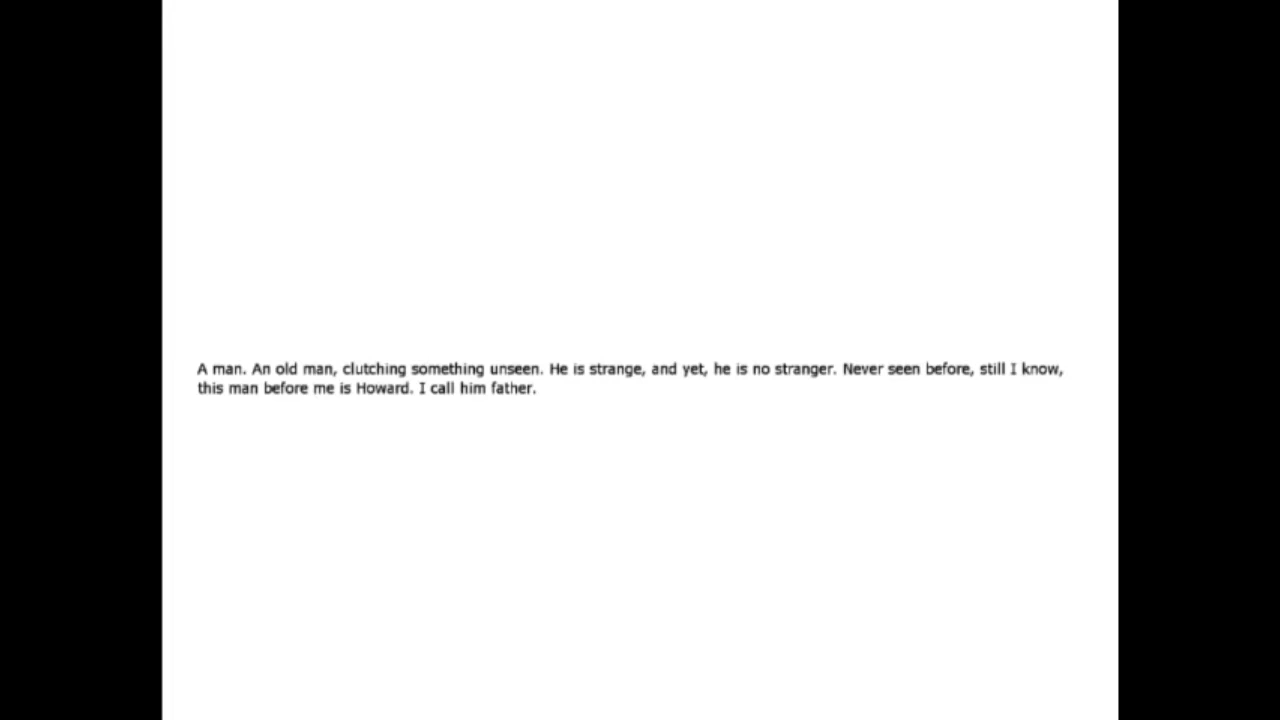 A man. An old man, clutching something unseen. He is strange, and yet, he is no stranger. Never seen before, still I know,
this man before me is Howard. I call him father.